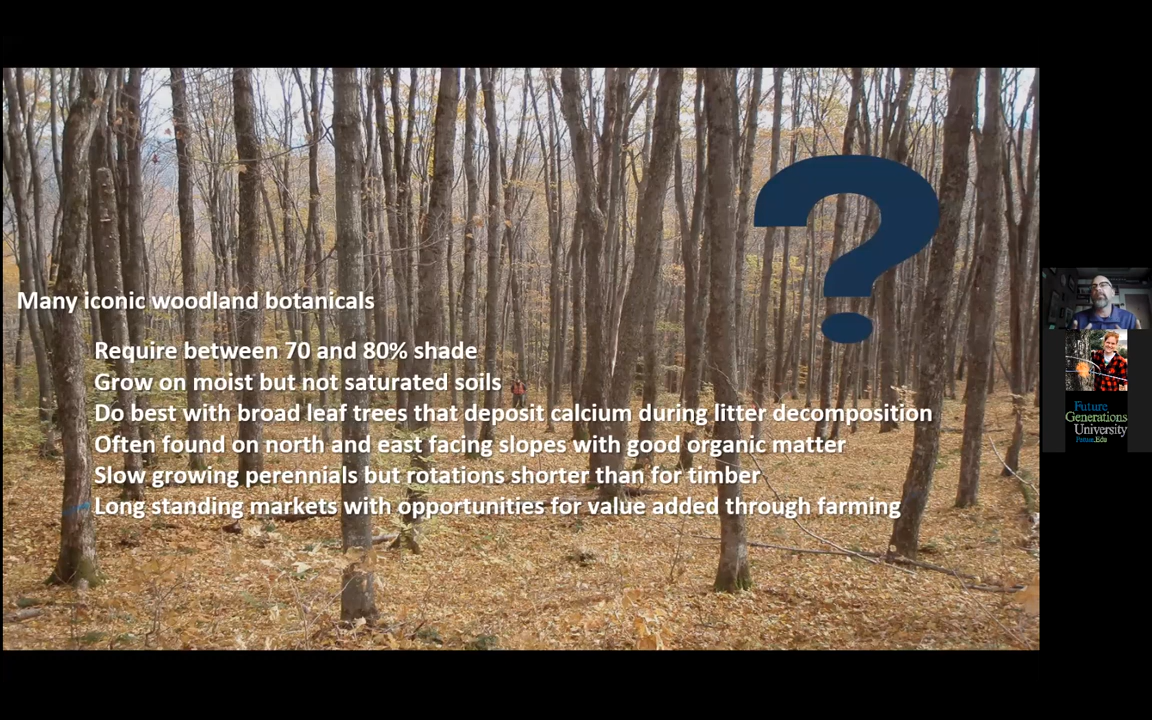 Many iconic woodland botanicals
Require between 70 and 80% shade
Grow on moist but not saturated soils
Do best with broad leaf trees that deposit calcium during litter decomposition
Often found on north and east facing slopes with good organic matter
Slow growing perennials but rotations shorter than for timber
Long standing markets with opportunities for value added through farming
?
Future
Generations
University
Future.Edu